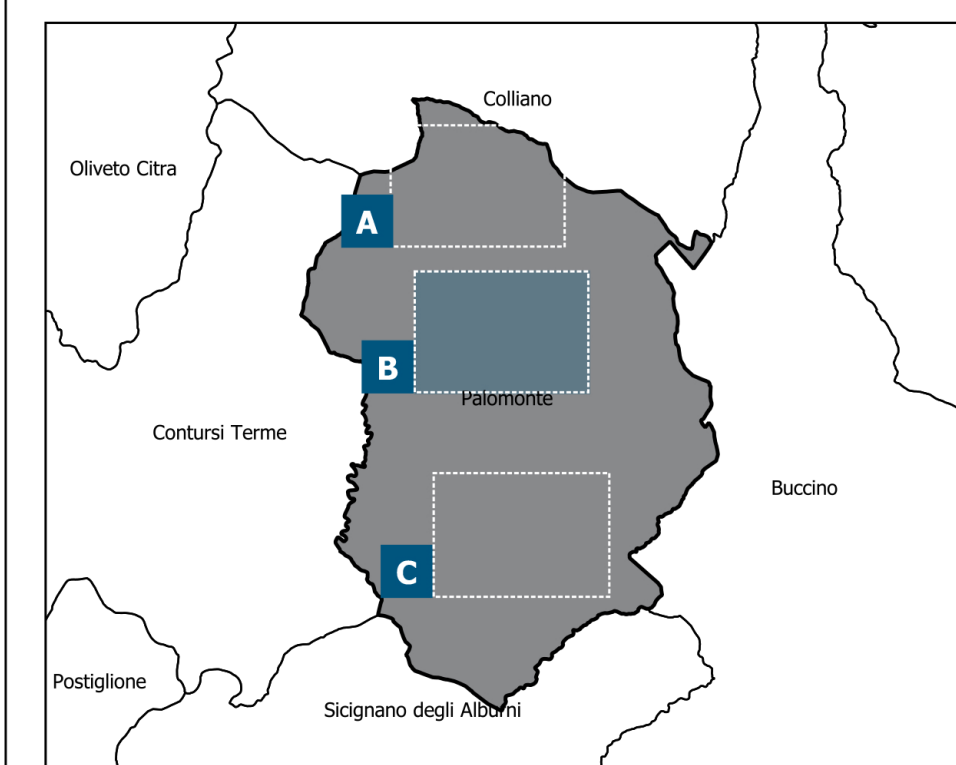 Colliano
Oliveto Citra
A
B
Palomonte
Contursi Terme
Buccino
C
Postiglione
Sicignano degli Alburni